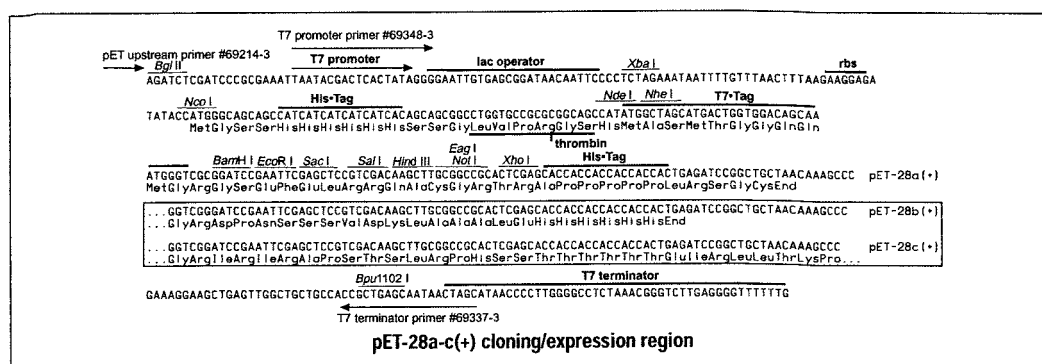 T7 promoter primer #69348-3
pET upstream primer #69214-3
Bgl II T7 promoter lac operator Xba I rbs
AGATCTCGATCCCGCGAAATTAATACGACTCACTATAGGGGAATTGTGAGCGGATAACAATTCCCCTCTAGAAATAATTTTGTTTAACTTTAAGAAGGAGA
Nco I His•Tag Nde I Nhe I T7•Tag
TATACCATGGGCAGCAGCCATCATCATCATCATCACAGCAGCGGCCTGGTGCCGCGCGGCAGCCATATGGCTAGCATGACTGGTGGACAGCAA
MetGlySerSerHisHisHisHisHisHisSerSerGlyLeuValProArgGlySerHisMetAlaSerMetThrGlyGlyGlnGln
thrombin
BamH I EcoR I Sac I Sal I Hind III Eag I Not I Xho I His•Tag
ATGGGTCGCGGATCCGAATTCGAGCTCCGTCGACAAGCTTGCGGCCGCACTCGAGCACCACCACCACCACCACTGAGATCCGGCTGCTAACAAAGCCC pET-28a(+)
MetGlyArgGlySerGluPheGluLeuArgArgGlnAlaCysGlyArgThrArgAlaProProProProProProLeuArgSerGlyCysEnd
...GGTCGGGATCCGAATTCGAGCTCCGTCGACAAGCTTGCGGCCGCACTCGAGCACCACCACCACCACCACTGAGATCCGGCTGCTAACAAAGCCC pET-28b(+)
...GlyArgAspProAsnSerSerSerValAspLysLeuAlaAlaAlaLeuGluHisHisHisHisHisHisEnd
...GGTCGGATCCGAATTCGAGCTCCGTCGACAAGCTTGCGGCCGCACTCGAGCACCACCACCACCACCACTGAGATCCGGCTGCTAACAAAGCCC pET-28c(+)
...GlyArgIleArgIleArgAlaProSerThrSerLeuArgProHisSerSerThrThrThrThrThrThrGluIleArgLeuLeuThrLysPro...
Bpu1102 I T7 terminator
GAAAGGAAGCTGAGTTGGCTGCTGCCACCGCTGAGCAATAACTAGCATAACCCCTTGGGGCCTCTAAACGGGTCTTGAGGGGTTTTTTG
T7 terminator primer #69337-3
pET-28a-c(+) cloning/expression region